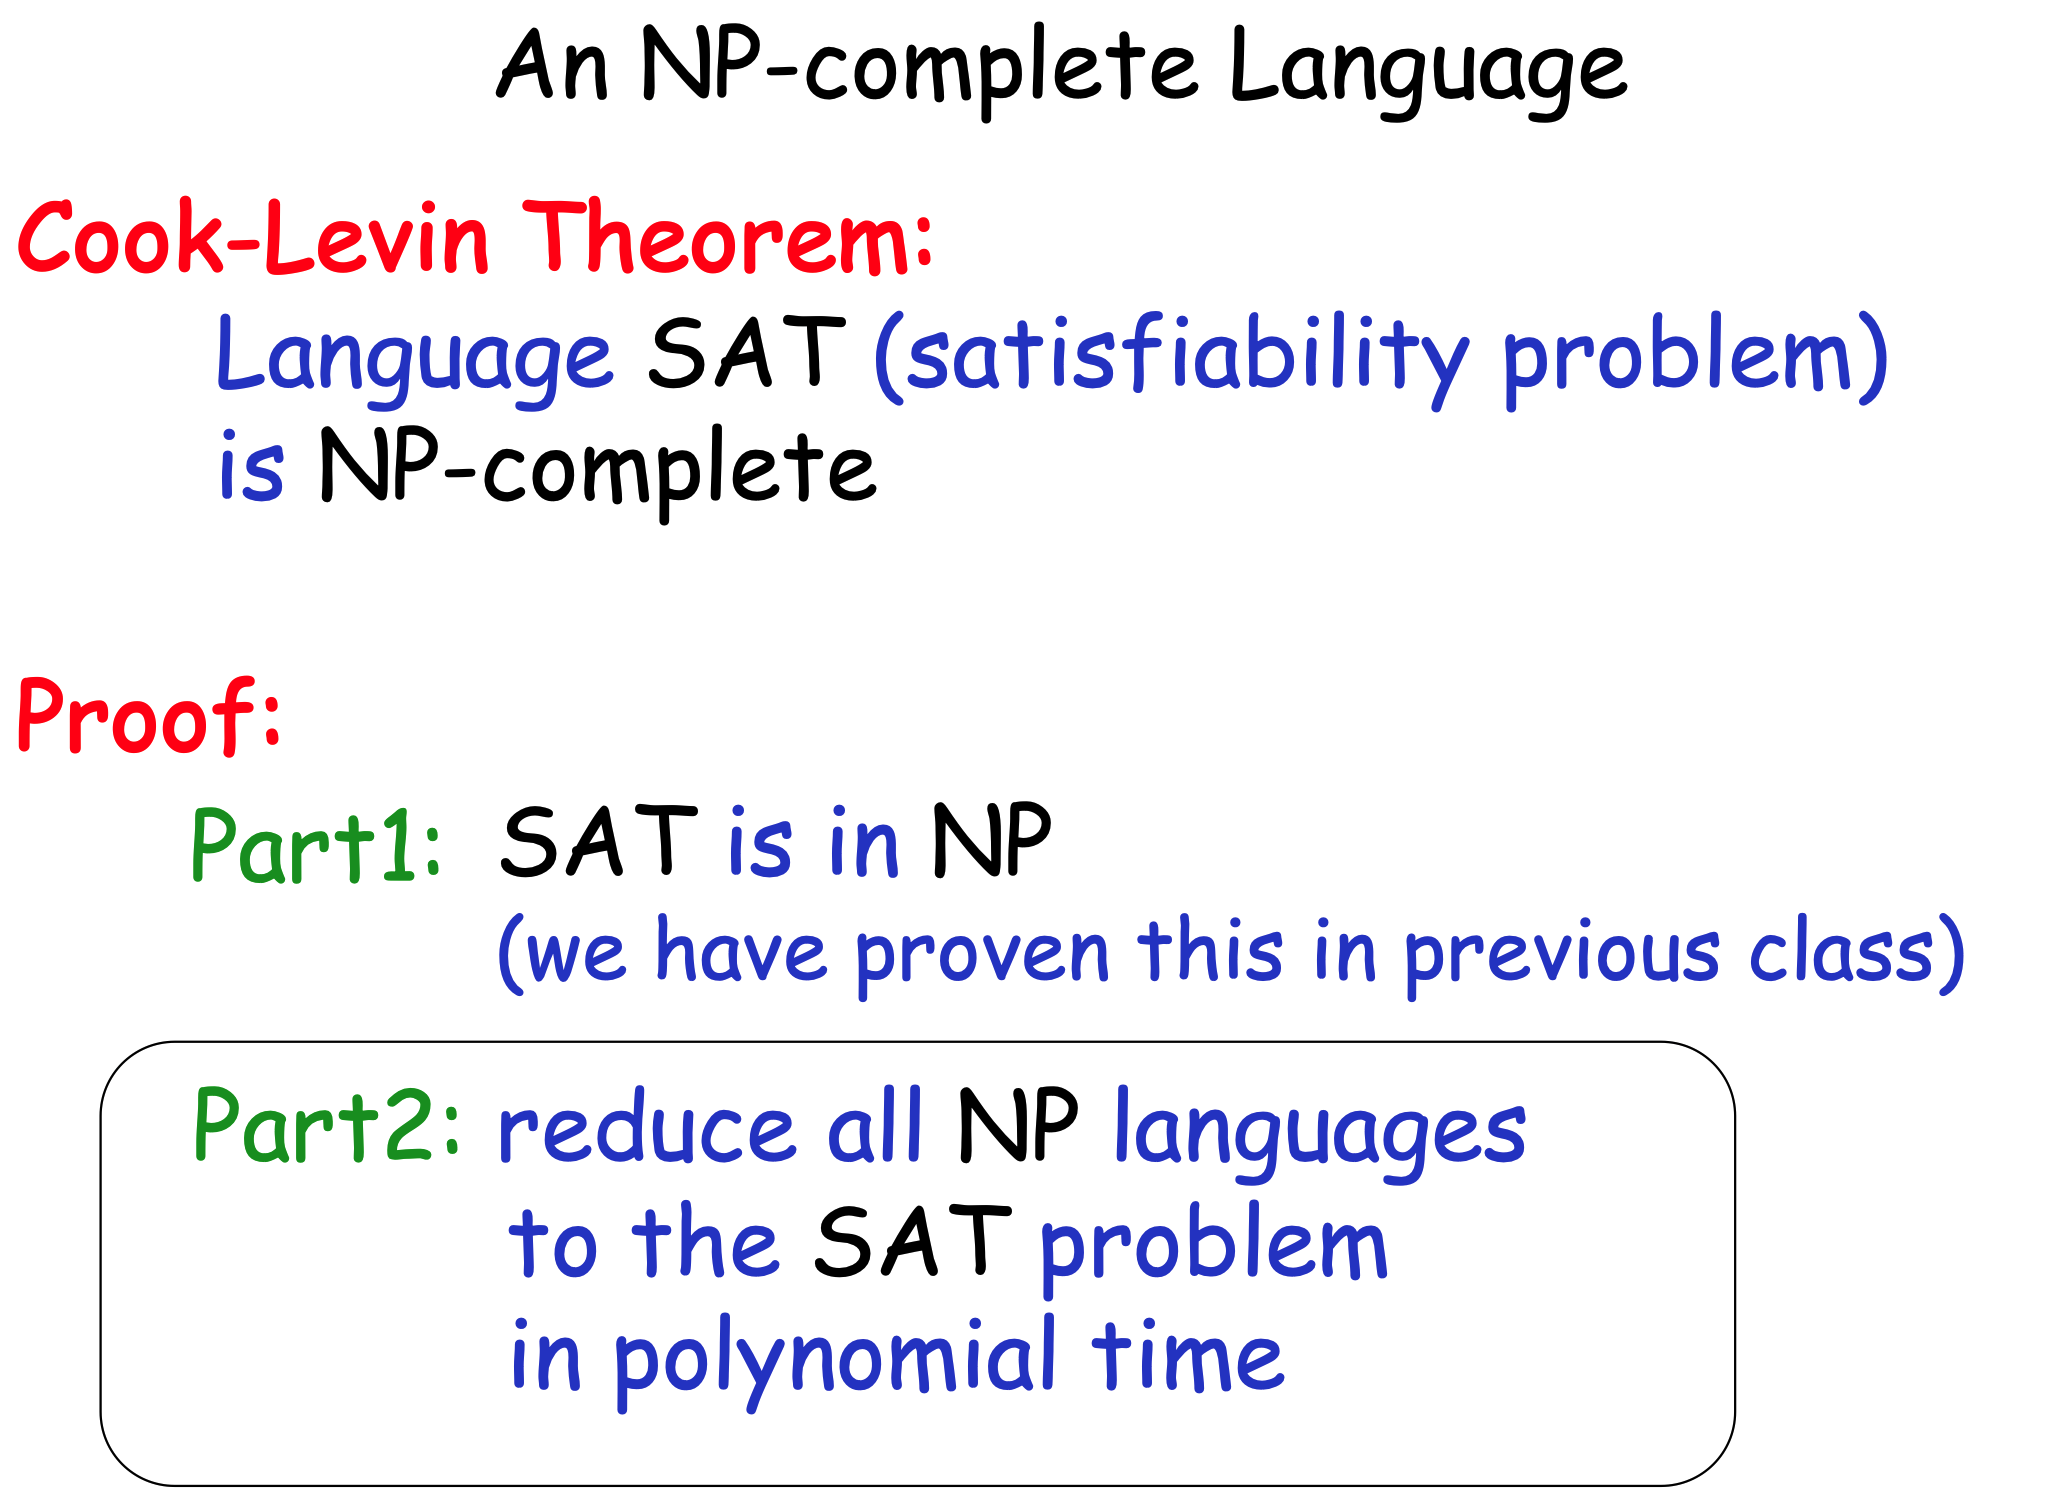 An NP-complete Language
Cook-Levin Theorem:
Language SAT (satisfiability problem)
is NP-complete
Proof:
Part1: SAT is in NP
(we have proven this in previous class)
Part2: reduce all NP languages
to the SAT problem
in polynomial time